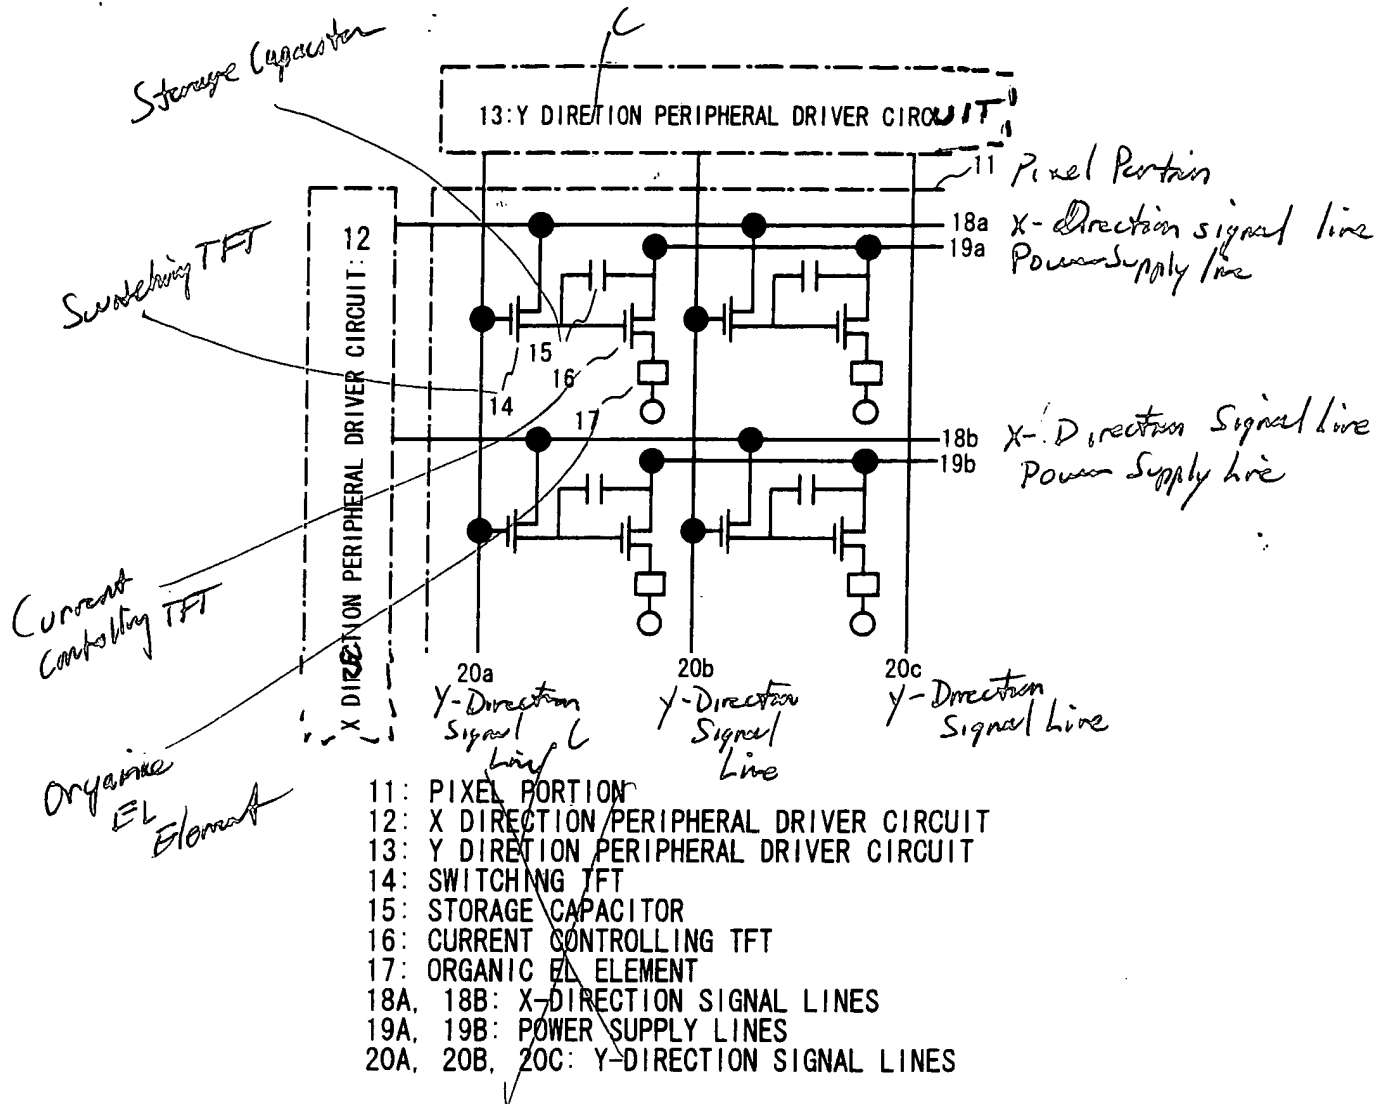 C
Storage Capacitor
13:Y DIRETION PERIPHERAL DRIVER CIRCUIT
11 Pixel Portion
18a X-direction signal line
19a Power Supply line
Switching TFT
X DIRECTION PERIPHERAL DRIVER CIRCUIT:12
15
16
14
17
18b X-Direction Signal Line
19b Power Supply Line
Current
Controlling TFT
20a
20b
20c
Y-Direction
Signal
Line
Y-Direction
Signal
Line
Y-Direction
Signal Line
C
Organic
EL
Element
11: PIXEL PORTION
12: X DIRECTION PERIPHERAL DRIVER CIRCUIT
13: Y DIRETION PERIPHERAL DRIVER CIRCUIT
14: SWITCHING TFT
15: STORAGE CAPACITOR
16: CURRENT CONTROLLING TFT
17: ORGANIC EL ELEMENT
18A, 18B: X-DIRECTION SIGNAL LINES
19A, 19B: POWER SUPPLY LINES
20A, 20B, 20C: Y-DIRECTION SIGNAL LINES